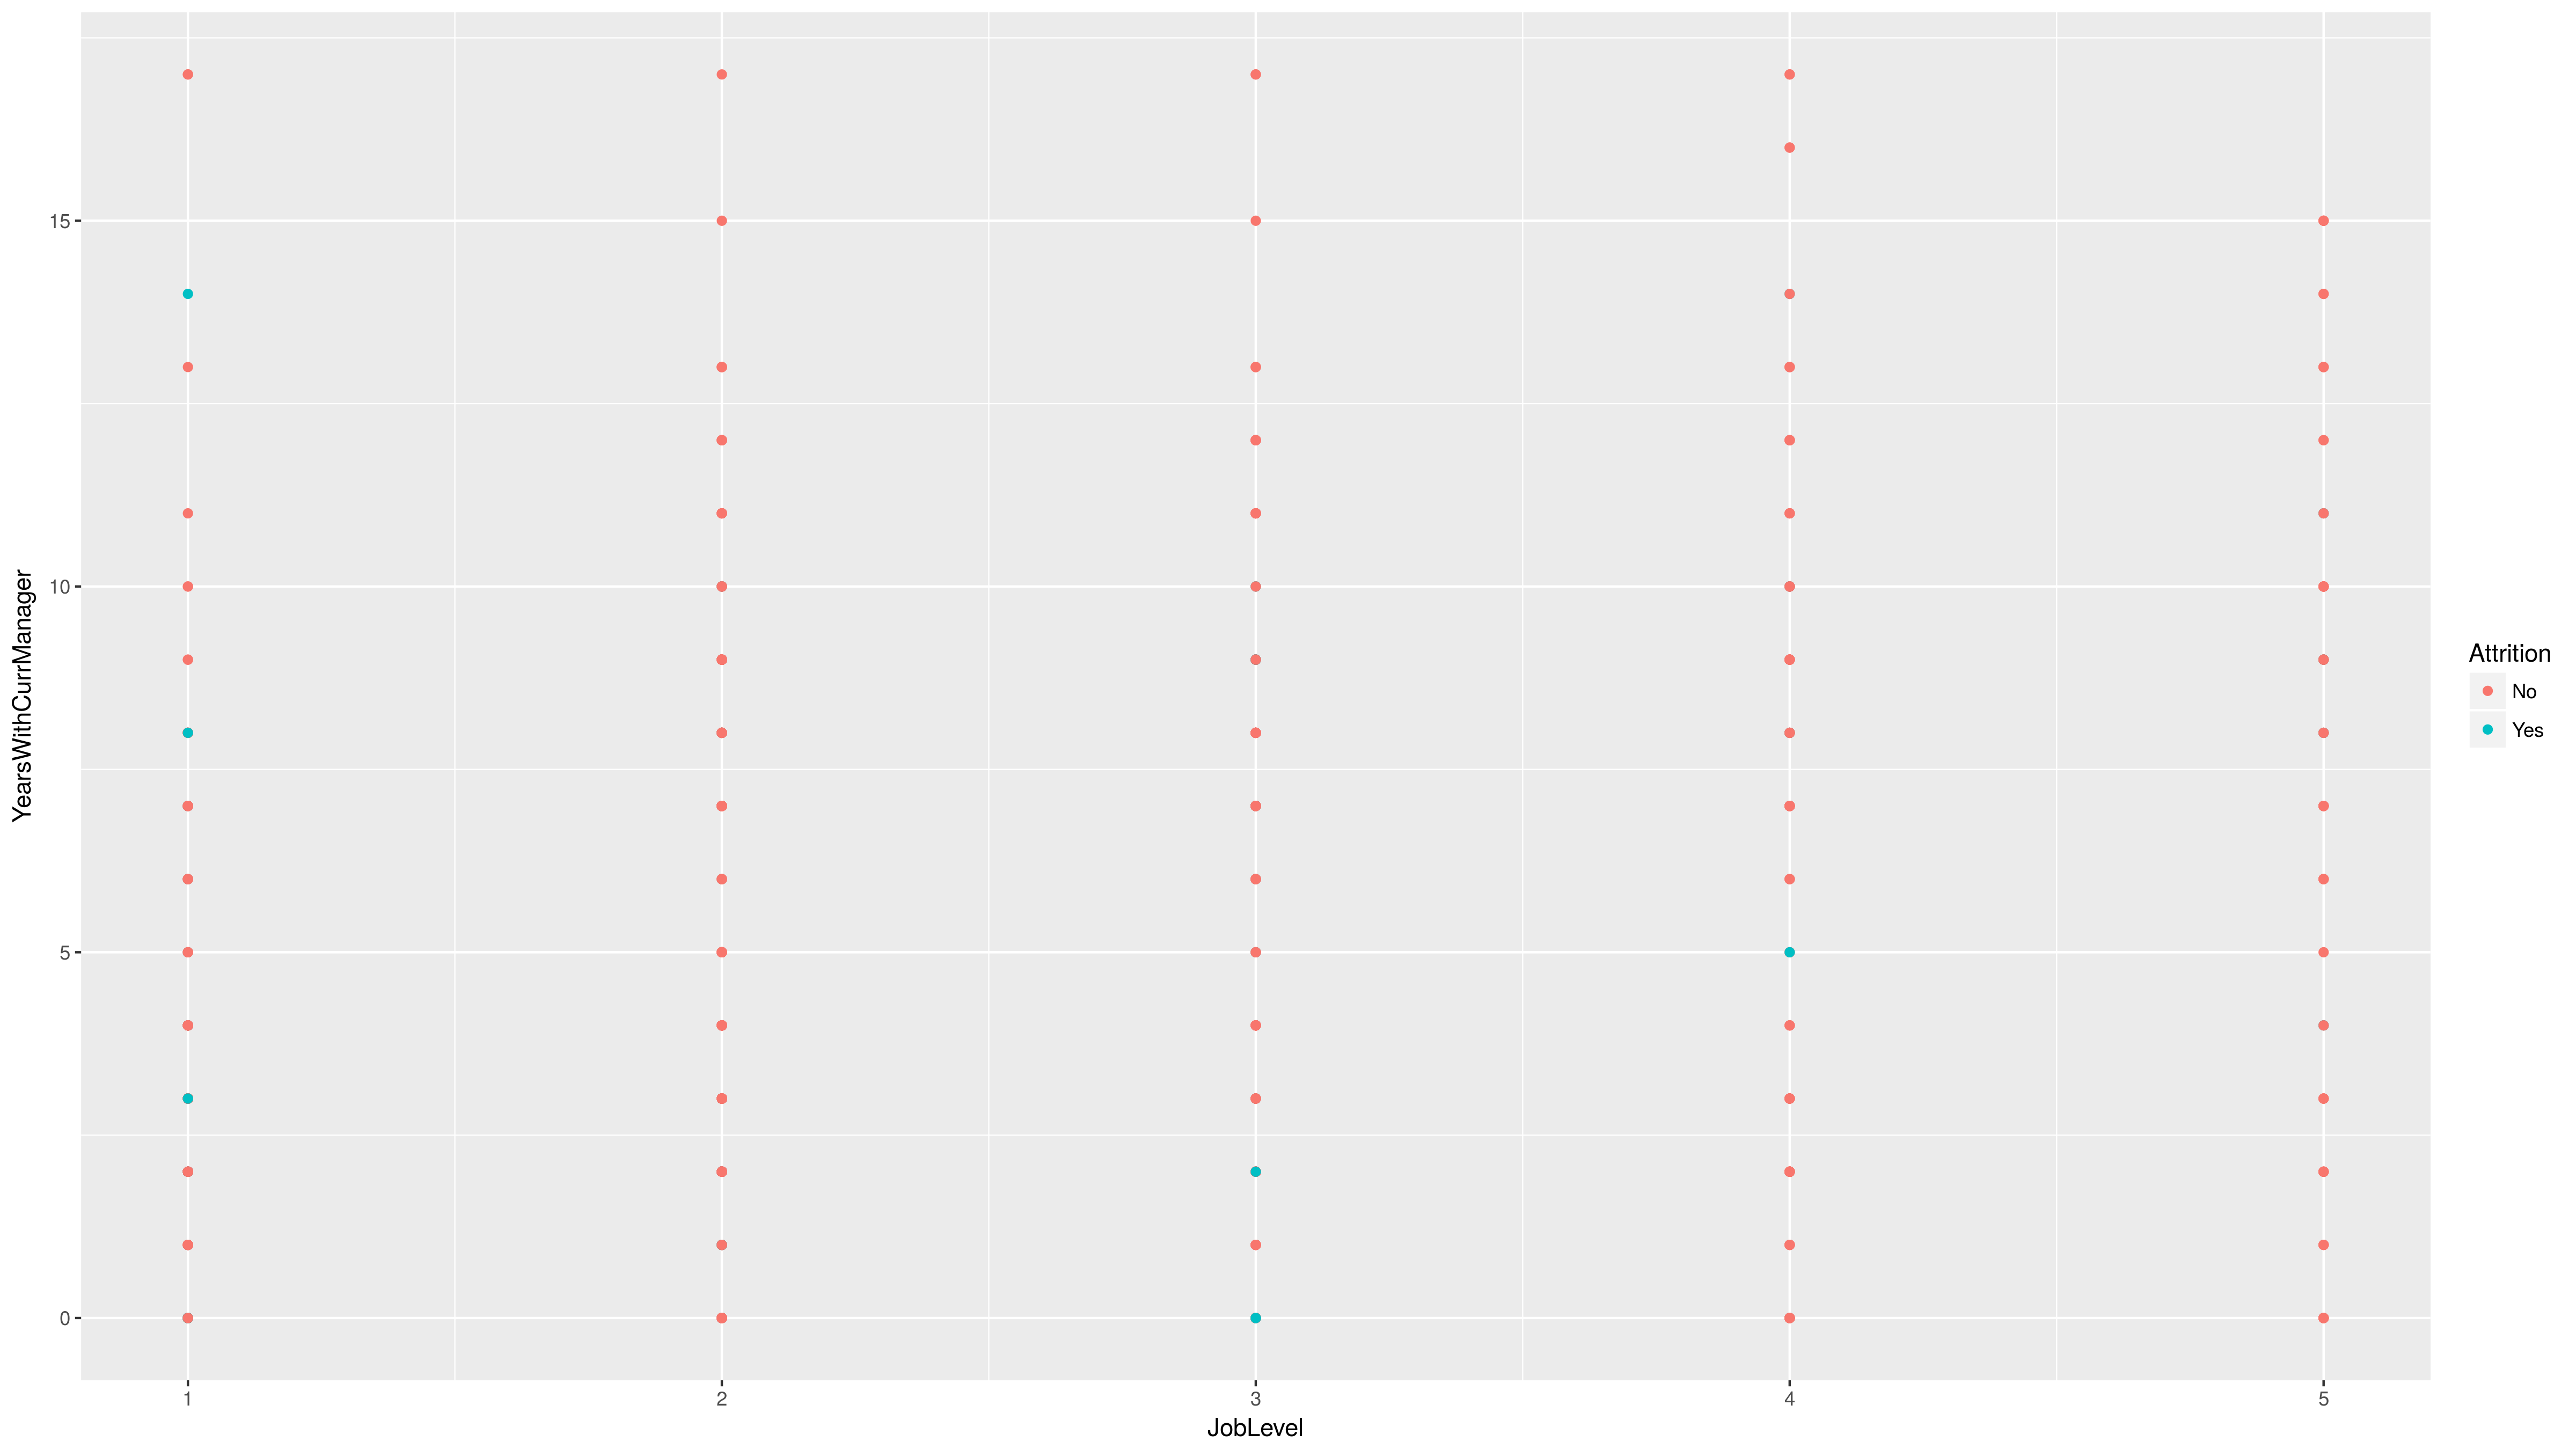 YearsWithCurrManager
15
10
5
0
1 2 3 4 5
JobLevel
Attrition
No
Yes